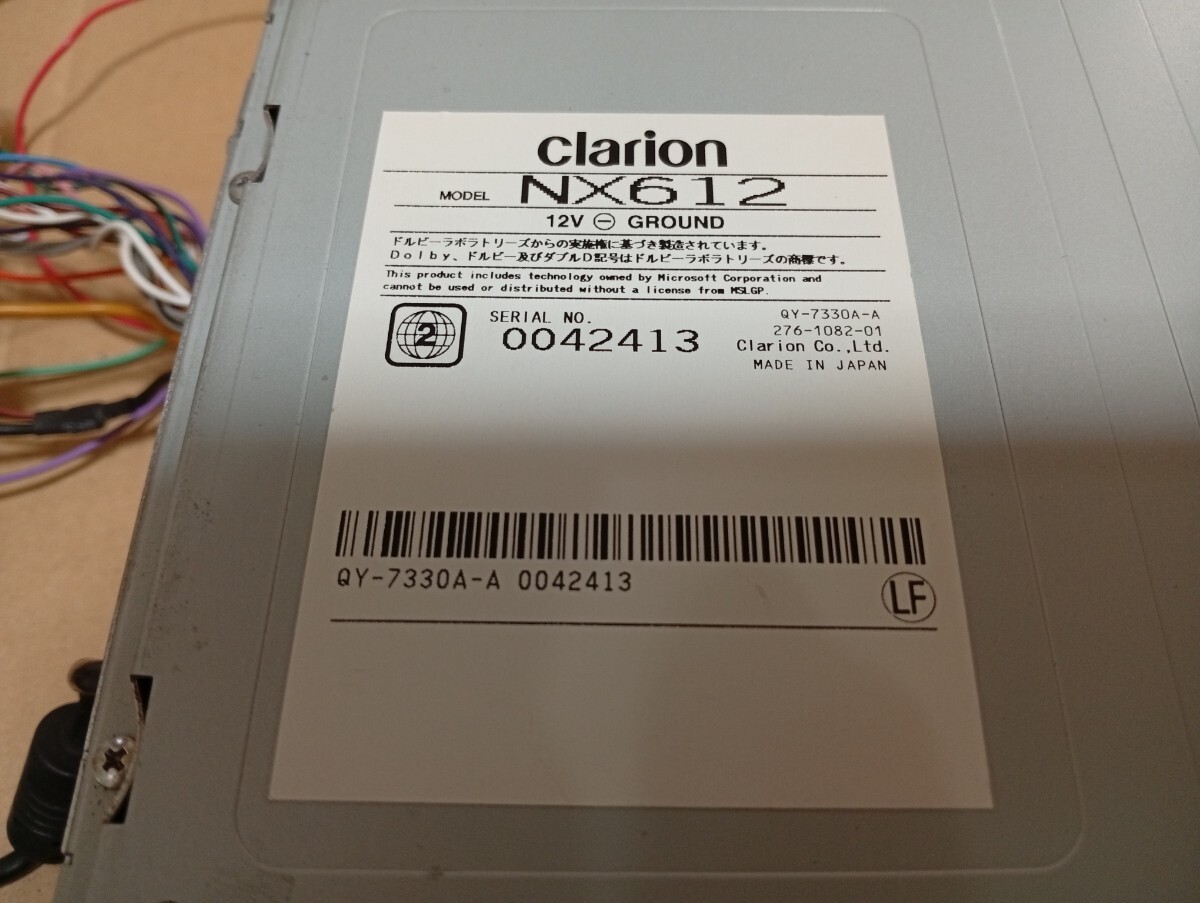 clarion
MODEL NX612
12V ⊖ GROUND
ドルビーラボラトリーズからの実施権に基づき製造されています。
Dolby、ドルビー及びダブルD記号はドルビーラボラトリーズの商標です。
This product includes technology owned by Microsoft Corporation and
cannot be used or distributed without a license from MSLGP.
2
SERIAL NO.
0042413
QY-7330A-A
276-1082-01
Clarion Co.,Ltd.
MADE IN JAPAN
QY-7330A-A 0042413
LF